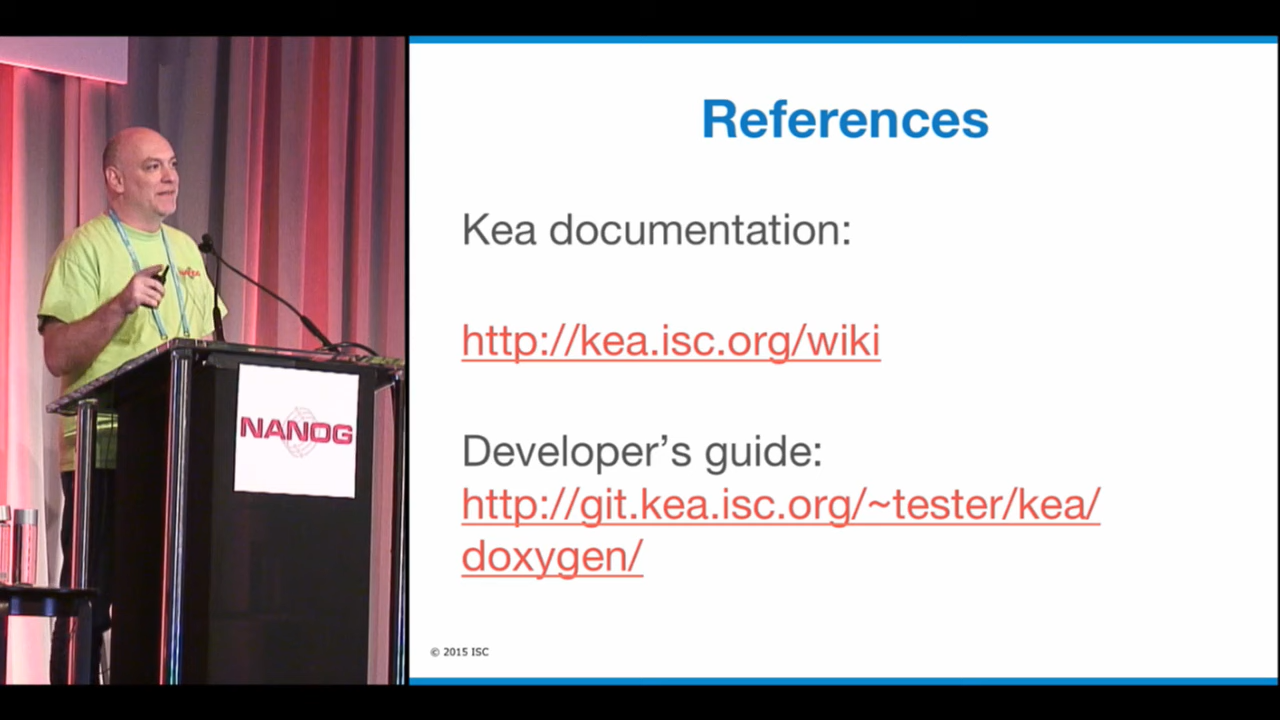 NANOG
References
Kea documentation:
http://kea.isc.org/wiki
Developer’s guide:
http://git.kea.isc.org/~tester/kea/
doxygen/
© 2015 ISC